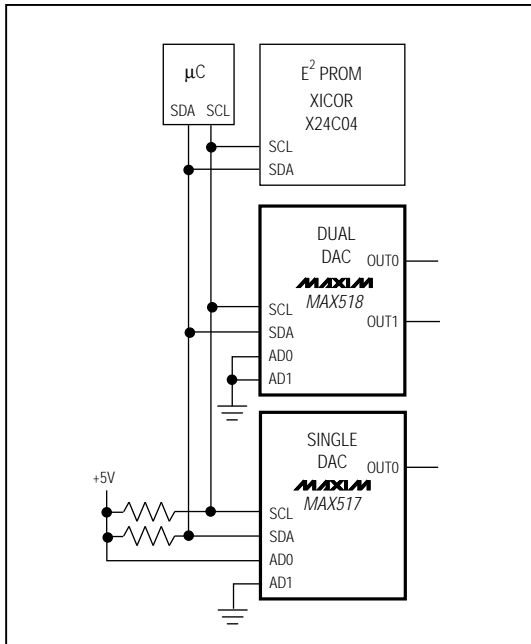 µC
SDA SCL
E² PROM
XICOR
X24C04
SCL
SDA
DUAL
DAC
MAXIM
MAX518
OUT0
OUT1
SCL
SDA
AD0
AD1
SINGLE
DAC
MAXIM
MAX517
OUT0
+5V
SCL
SDA
AD0
AD1